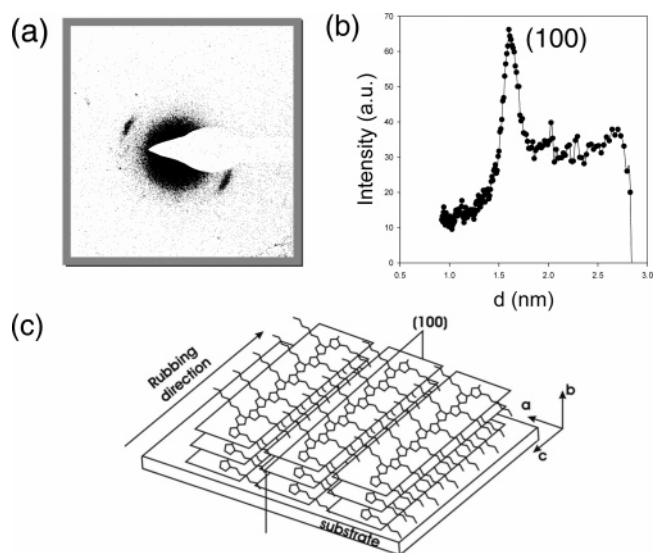 (a)
(b)
(100)
Intensity (a.u.)
70
60
50
40
30
20
10
0
0.5 1.0 1.5 2.0 2.5 3.0
d (nm)
(c)
(100)
Rubbing
direction
a
b
c
substrate